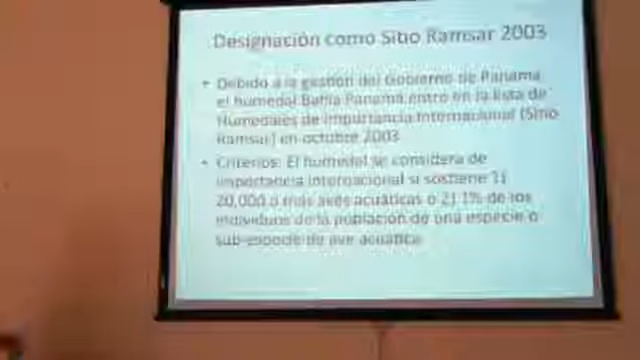 Designación como Sitio Ramsar 2003
• Debido a la gestión del Gobierno de Panamá
el humedal Bahía Panamá entro en la lista de
Humedales de Importancia Internacional (Sitio
Ramsar) en octubre 2003
• Criterios: El humedal se considera de
importancia internacional si sostiene 1)
20,000 o más aves acuáticas o 2) 1% de los
individuos de la población de una especie o
sub-especie de ave acuática